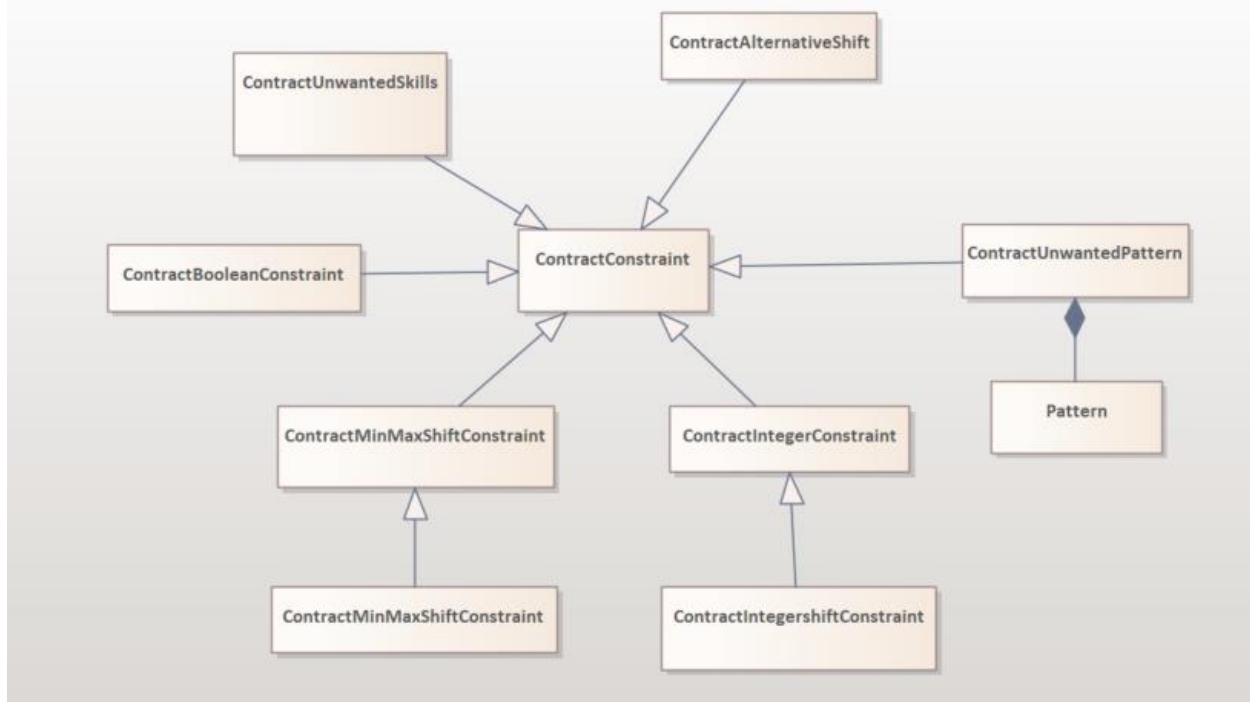 ContractAlternativeShift
ContractUnwantedSkills
ContractUnwantedPattern
ContractConstraint
ContractBooleanConstraint
Pattern
ContractMinMaxShiftConstraint
ContractIntegerConstraint
ContractMinMaxShiftConstraint
ContractIntegershiftConstraint